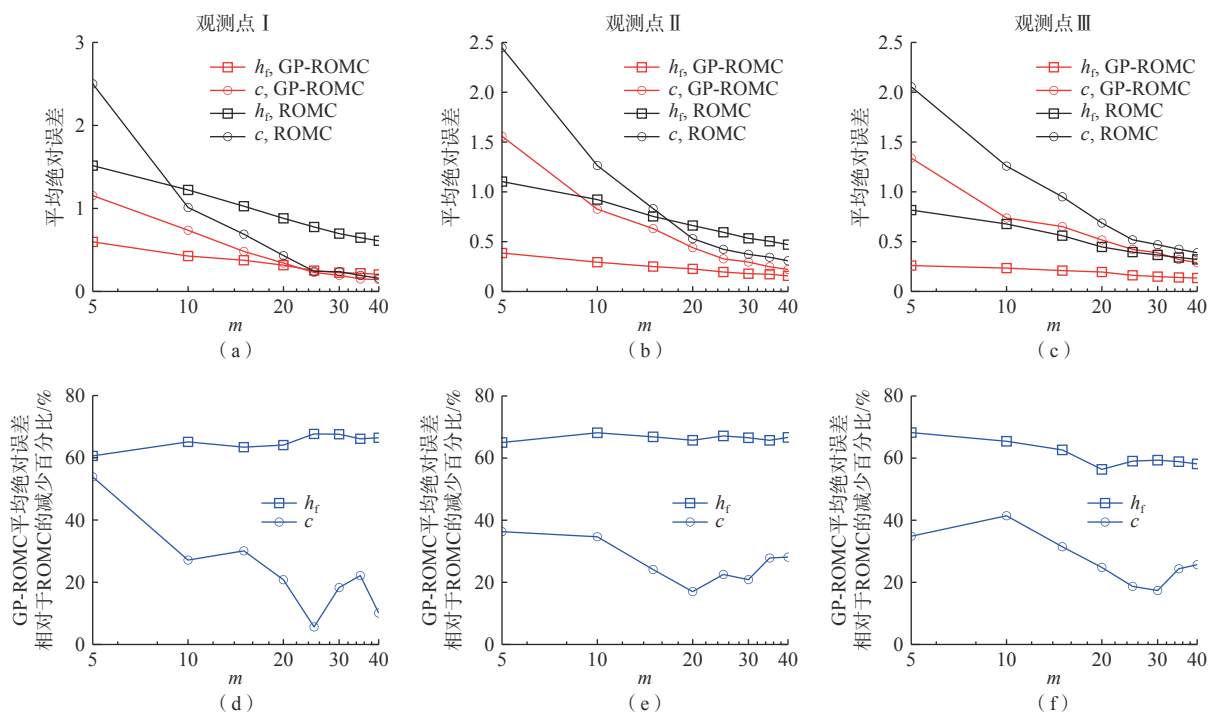 观测点 Ⅰ
3
2
1
0
平均绝对误差
h_f, GP-ROMC
c, GP-ROMC
h_f, ROMC
c, ROMC
5
10
20
30
40
m
（a）
观测点 Ⅱ
2.5
2.0
1.5
1.0
0.5
0
平均绝对误差
h_f, GP-ROMC
c, GP-ROMC
h_f, ROMC
c, ROMC
5
10
20
30
40
m
（b）
观测点 Ⅲ
2.5
2.0
1.5
1.0
0.5
0
平均绝对误差
h_f, GP-ROMC
c, GP-ROMC
h_f, ROMC
c, ROMC
5
10
20
30
40
m
（c）
GP-ROMC平均绝对误差
相对于ROMC的减少百分比/%
80
60
40
20
0
h_f
c
5
10
20
30
40
m
（d）
GP-ROMC平均绝对误差
相对于ROMC的减少百分比/%
80
60
40
20
0
h_f
c
5
10
20
30
40
m
（e）
GP-ROMC平均绝对误差
相对于ROMC的减少百分比/%
80
60
40
20
0
h_f
c
5
10
20
30
40
m
（f）